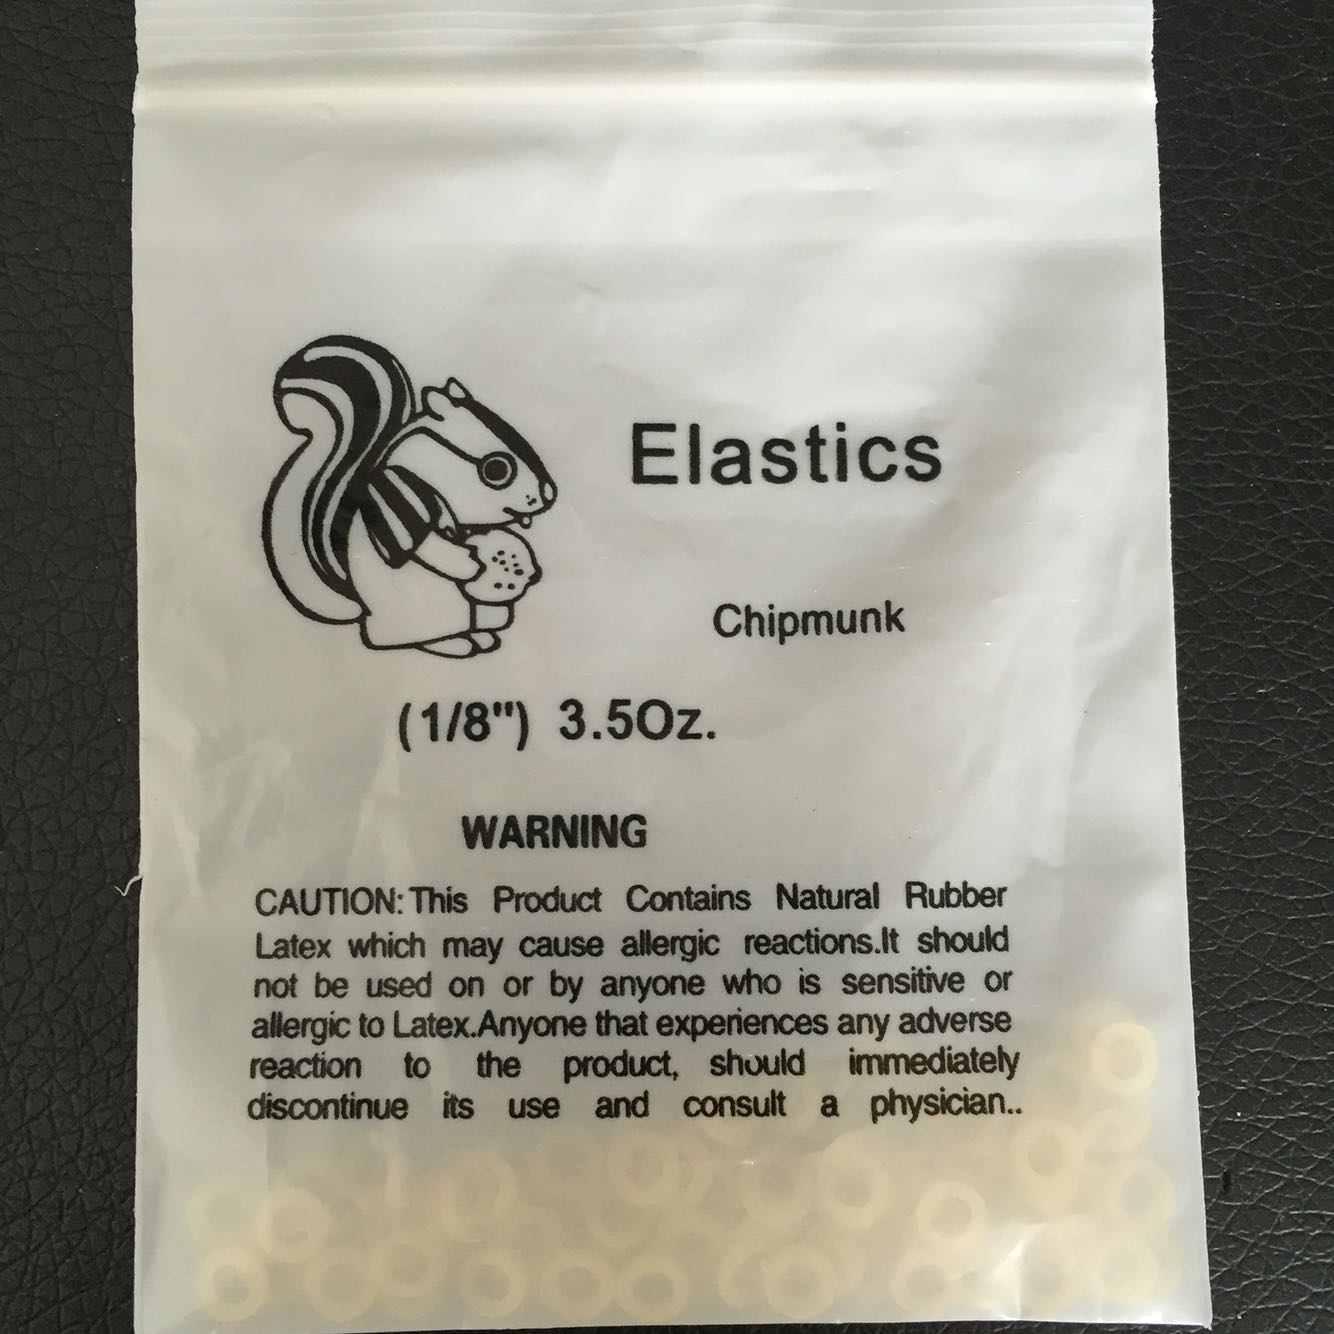 Elastics
Chipmunk
(1/8") 3.5Oz.
WARNING
CAUTION: This Product Contains Natural Rubber
Latex which may cause allergic reactions.It should
not be used on or by anyone who is sensitive or
allergic to Latex.Anyone that experiences any adverse
reaction to the product, should immediately
discontinue its use and consult a physician..